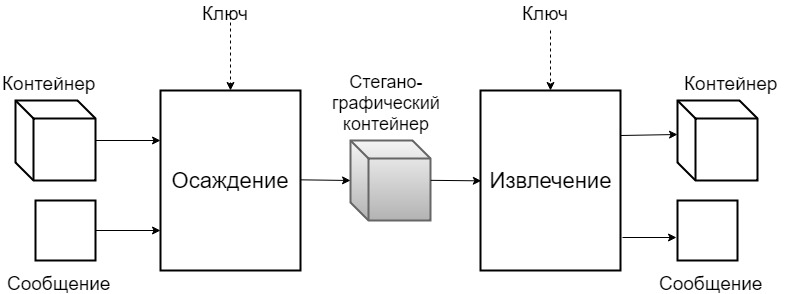 Ключ
Ключ
Контейнер
Стегано-
графический
контейнер
Контейнер
Осаждение
Извлечение
Сообщение
Сообщение